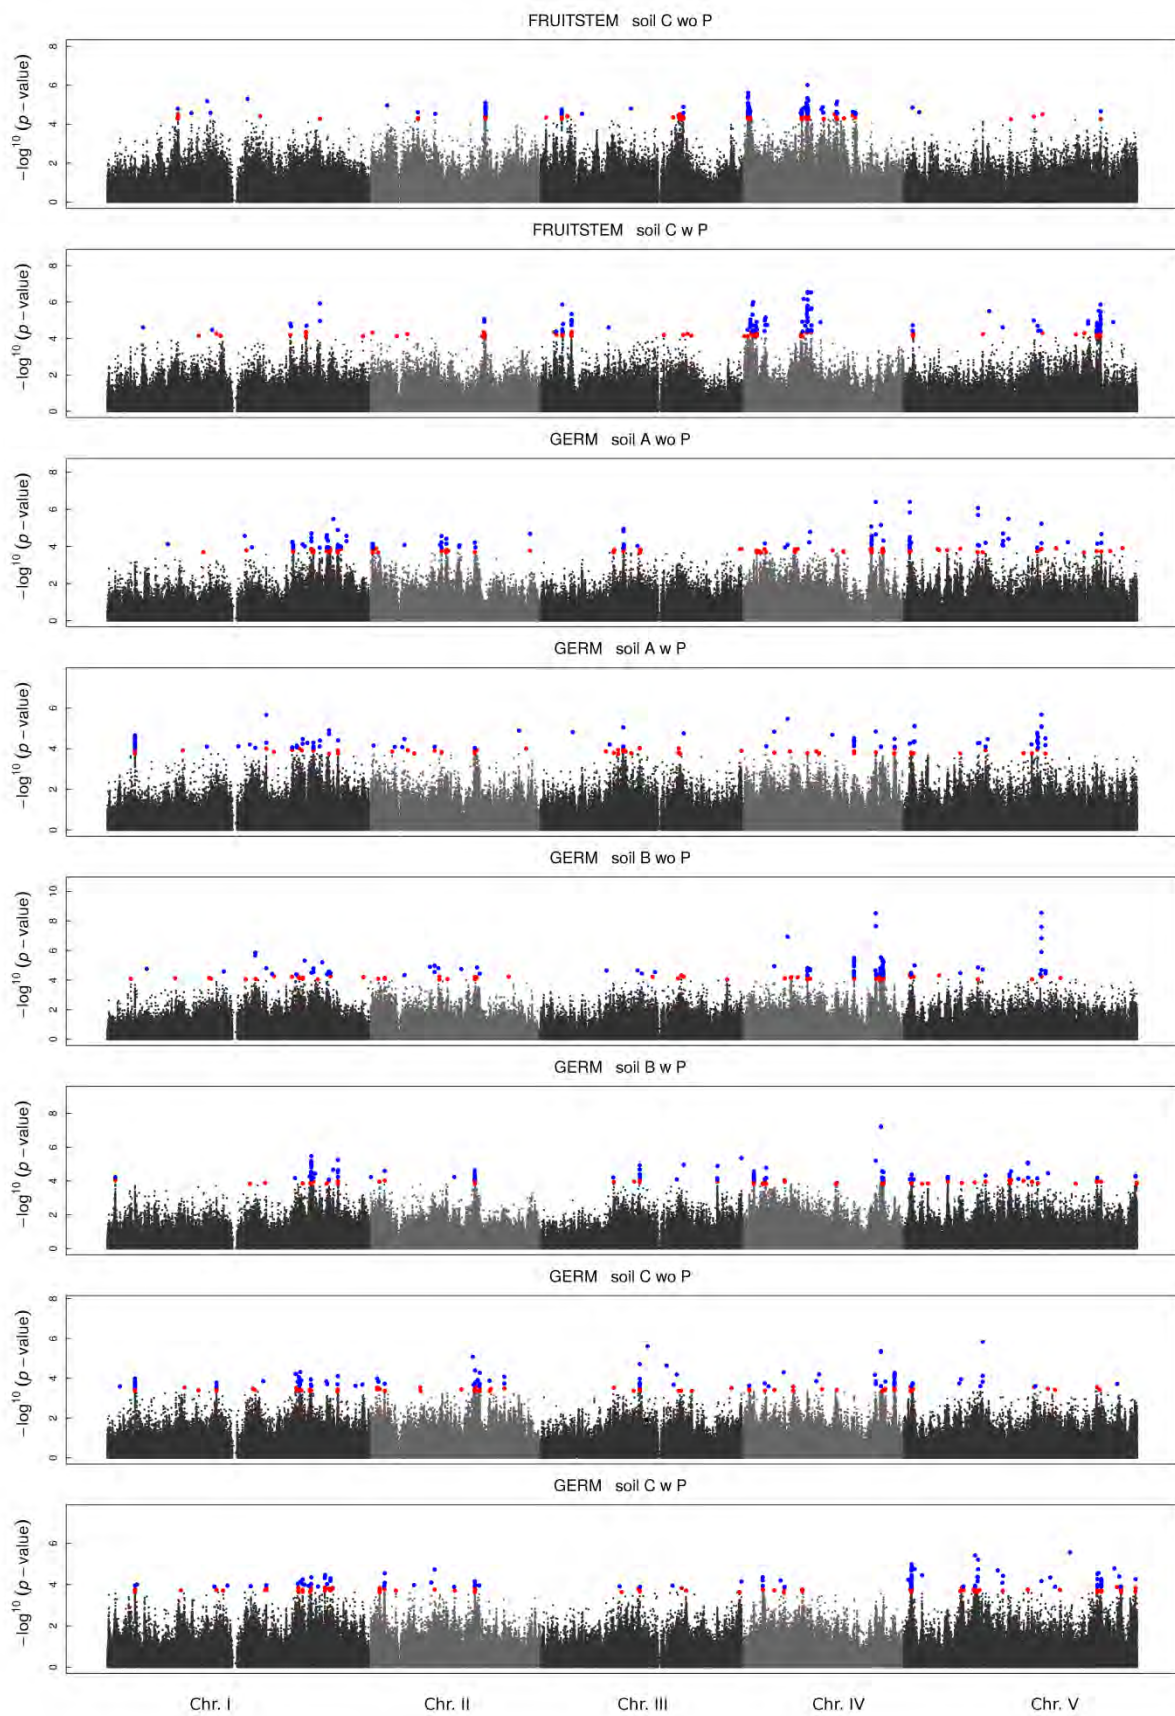 FRUITSTEM soil C wo P
8
6
4
2
0
−log10 (p − value)
FRUITSTEM soil C w P
8
6
4
2
0
−log10 (p − value)
GERM soil A wo P
8
6
4
2
0
−log10 (p − value)
GERM soil A w P
6
4
2
0
−log10 (p − value)
GERM soil B wo P
10
8
6
4
2
0
−log10 (p − value)
GERM soil B w P
8
6
4
2
0
−log10 (p − value)
GERM soil C wo P
8
6
4
2
0
−log10 (p − value)
GERM soil C w P
6
4
2
0
−log10 (p − value)
Chr. I Chr. II Chr. III Chr. IV Chr. V